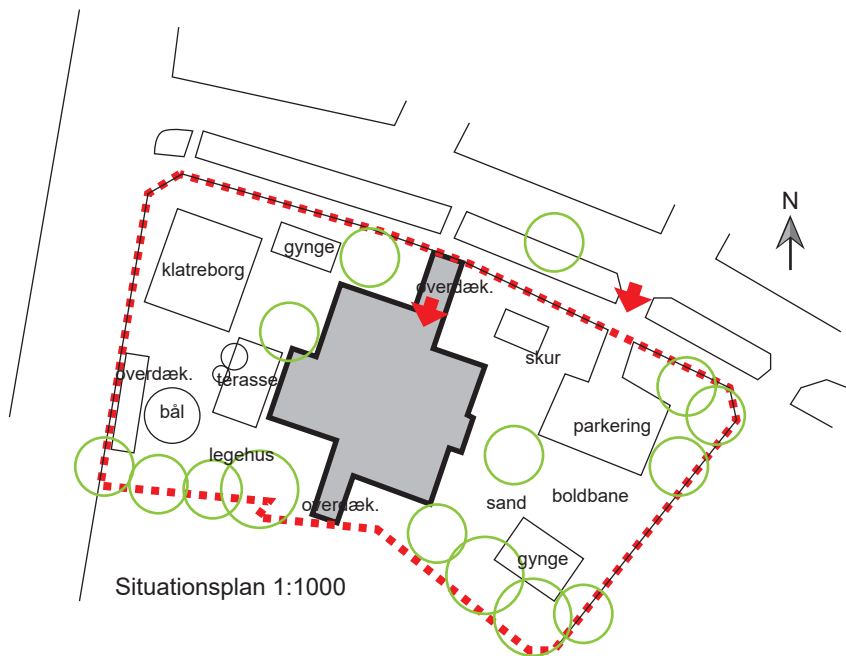 N
gynge
klatreborg
overdæk.
skur
overdæk.
terasse
bål
parkering
legehus
boldbane
sand
overdæk.
gynge
Situationsplan 1:1000